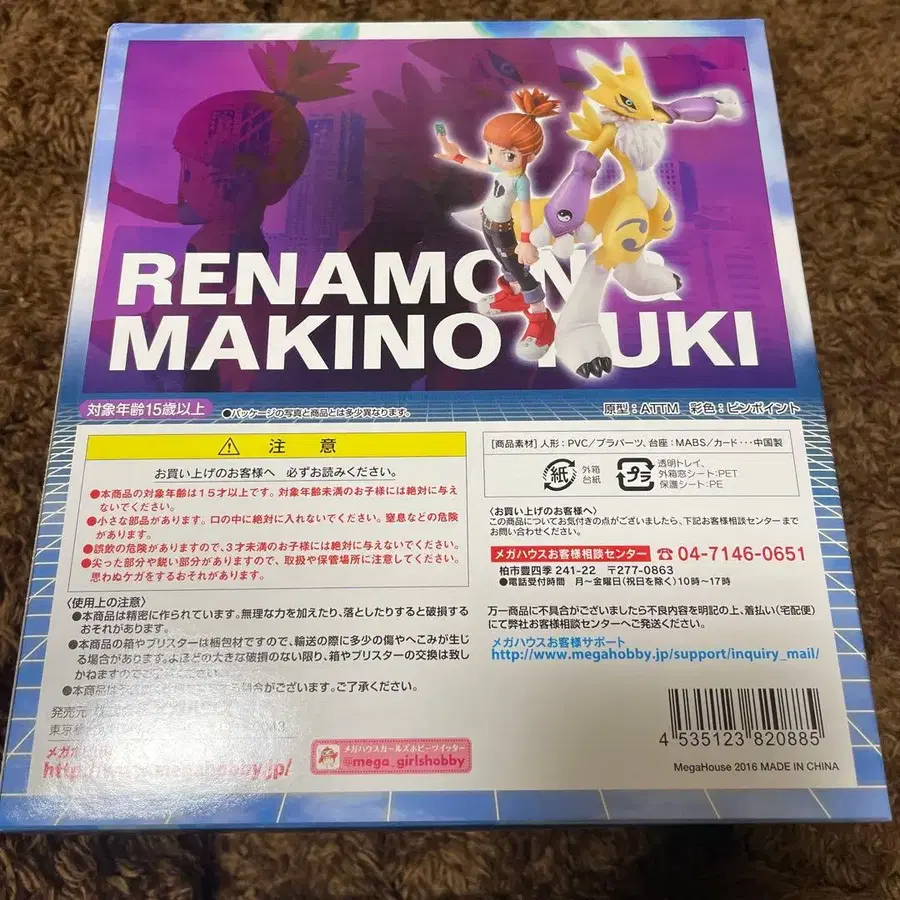 RENAMON &
MAKINO RUKI
対象年齢15歳以上
●パッケージの写真と商品とは多少異なります。
原型：ATTM 彩色：ピンポイント
注 意
お買い上げのお客様へ 必ずお読みください。
●本商品の対象年齢は15才以上です。対象年齢未満のお子様には絶対に与え
ないでください。
●小さな部品があります。口の中に絶対に入れないでください。窒息などの危険
があります。
●誤飲の危険がありますので、3才未満のお子様には絶対に与えないでください。
●尖った部分や鋭い部分がありますので、取扱や保管場所に注意してください。
思わぬケガをするおそれがあります。
〈使用上の注意〉
●本商品は精密に作られています。無理な力を加えたり、落としたりすると破損する
おそれがあります。
●本商品の箱やブリスターは梱包材ですので、輸送の際に多少の傷やへこみが生じ
る場合があります。よほどの大きな破損のない限り、箱やブリスターの交換は致し
かねますのでご了承ください。
●本商品は
場合がございます。ご了承ください。
発売元
東京都
http://www.megahobby.jp/
メガハウスガールズホビーツイッター
@mega_girlshobby
[商品素材] 人形：PVC/プラパーツ、台座：MABS/カード･･･中国製
紙
外箱
台紙
プラ
透明トレイ、
外箱窓シート：PET
保護シート：PE
〈お買い上げのお客様へ〉
この商品についてお気付きの点がございましたら、下記お客様相談センターまで
お問い合わせください。
メガハウスお客様相談センター ☎04-7146-0651
柏市豊四季 241-22 〒277-0863
●電話受付時間 月〜金曜日(祝日を除く)10時〜17時
万一商品に不具合がございましたら不良内容を明記の上、着払い(宅配便)
にて弊社お客様相談センターへご発送ください。
メガハウスお客様サポート
http://www.megahobby.jp/support/inquiry_mail/
4 535123 820885
MegaHouse 2016 MADE IN CHINA